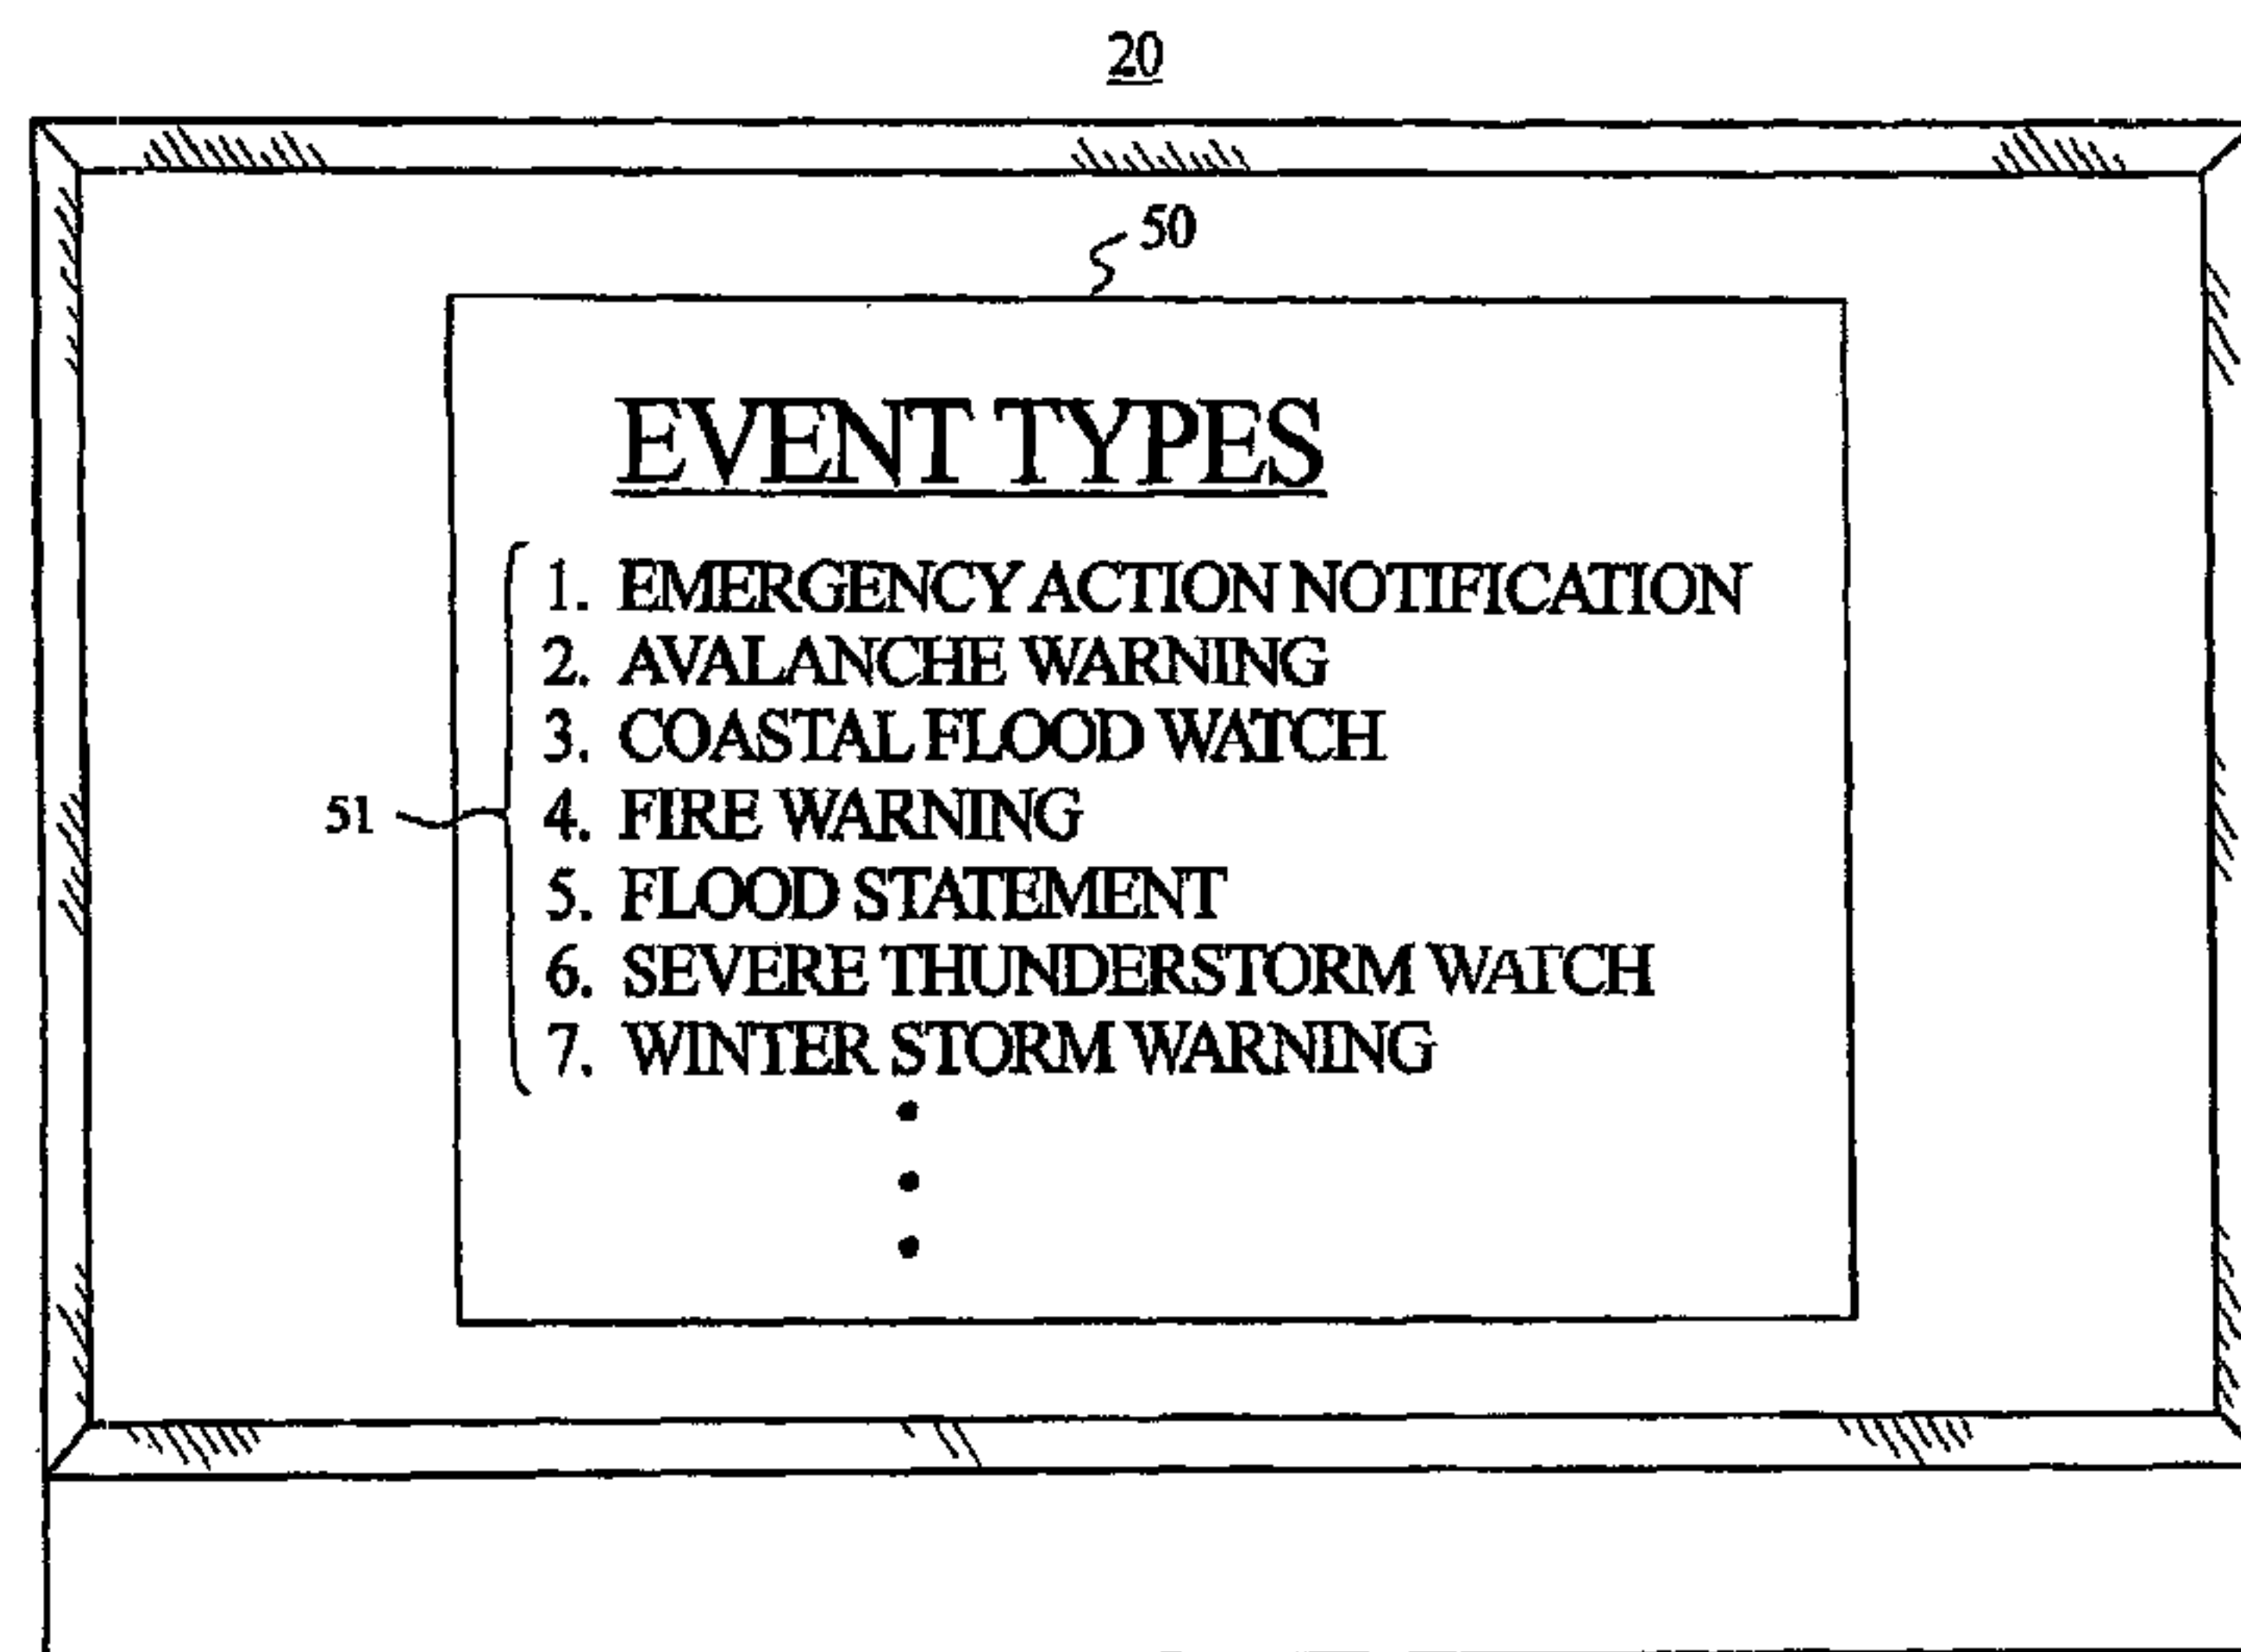 20
50
EVENT TYPES
1. EMERGENCY ACTION NOTIFICATION
2. AVALANCHE WARNING
3. COASTAL FLOOD WATCH
51
4. FIRE WARNING
5. FLOOD STATEMENT
6. SEVERE THUNDERSTORM WATCH
7. WINTER STORM WARNING